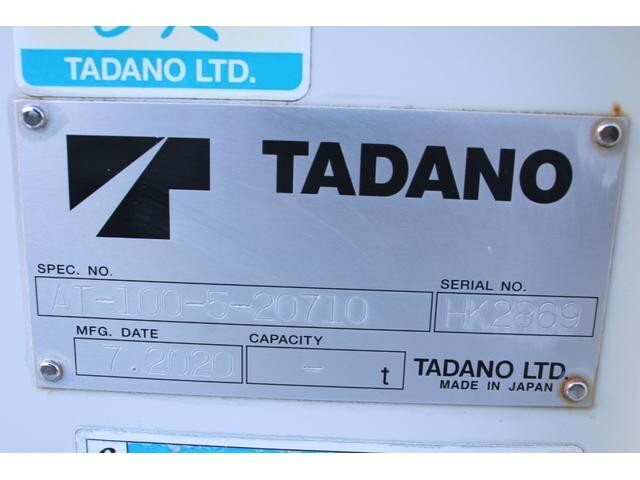 TADANO LTD.
TADANO
SPEC. NO.
AT-100-5-20710
SERIAL NO.
HK2869
MFG. DATE
7.2020
CAPACITY
- t
TADANO LTD.
MADE IN JAPAN